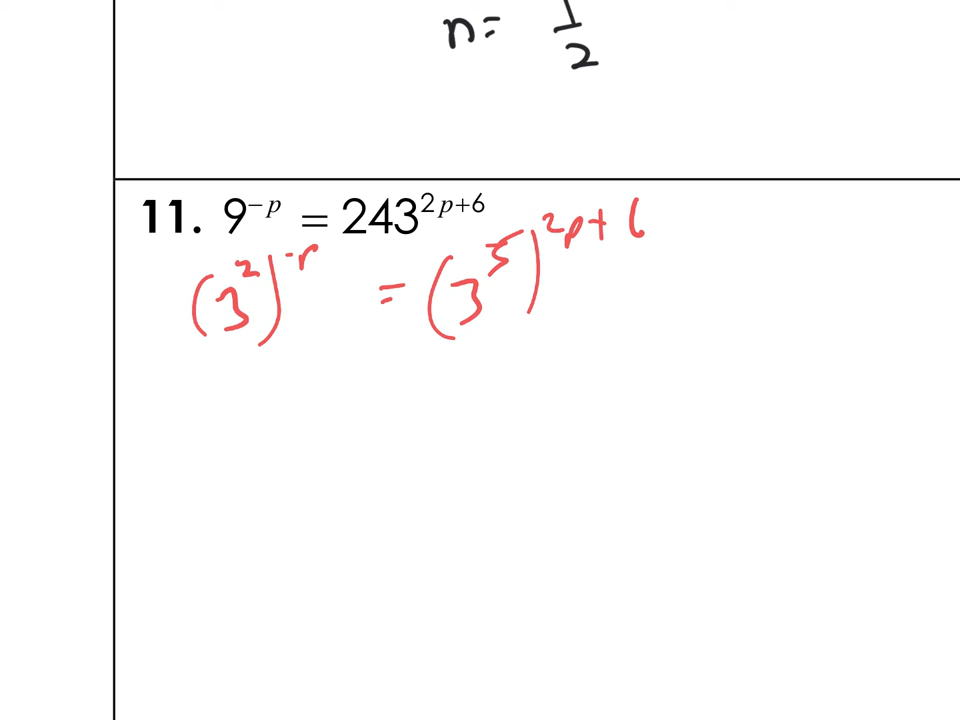 n= 1/2
11. 9^{-p} = 243^{2p+6}
(3^2)^{-p} = (3^5)^{2p+6}